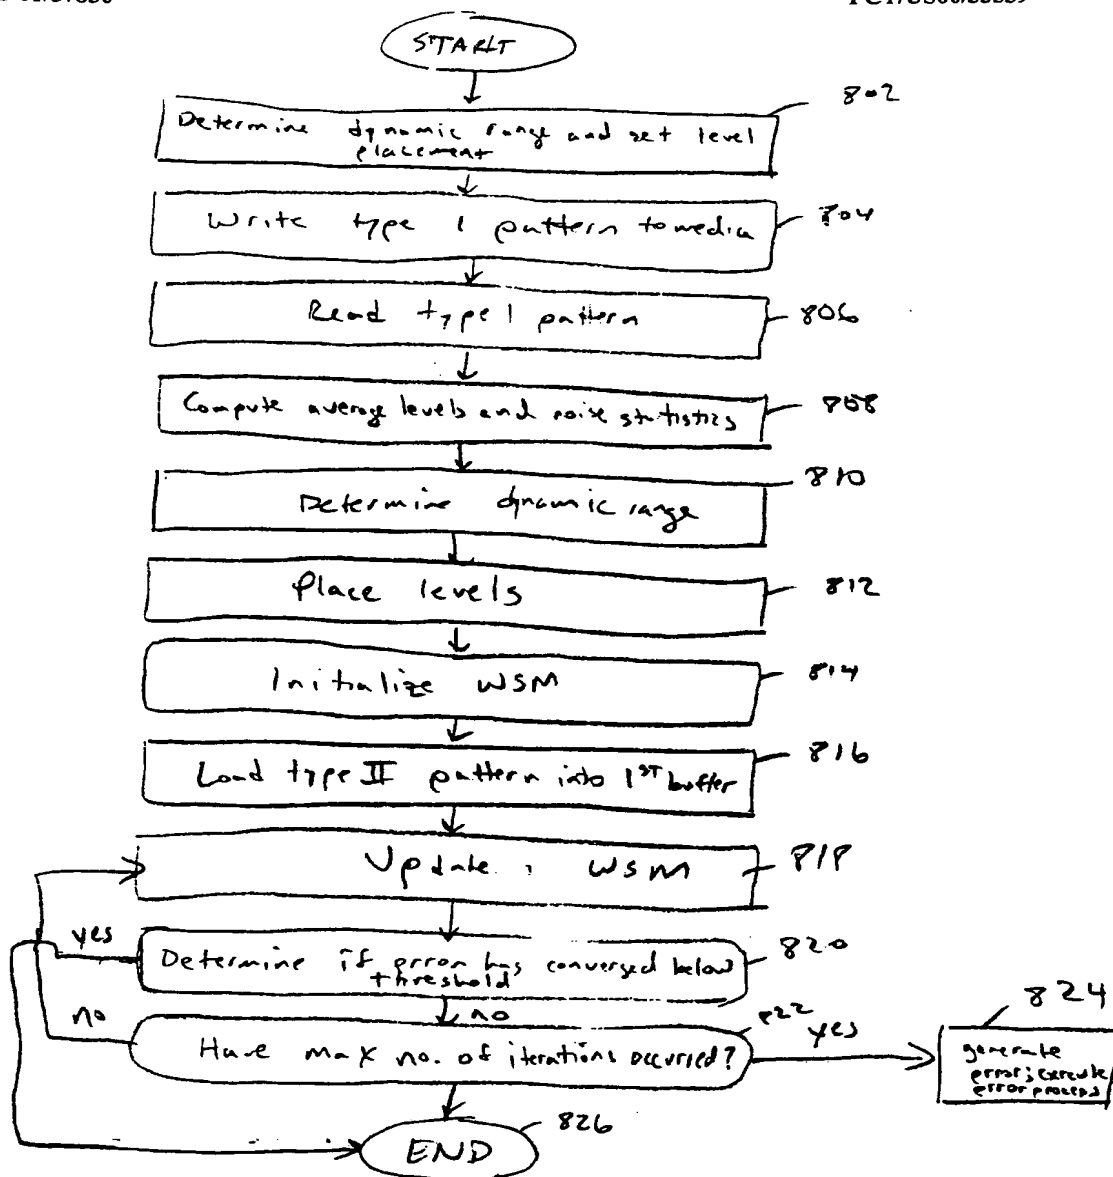 START
802
Determine dynamic range and set level
placement
Write type 1 pattern to media
804
Read type 1 pattern
806
Compute average levels and noise statistics
808
810
Determine dynamic range
Place levels
812
Initialize WSM
814
Load type II pattern into 1ST buffer
816
Update WSM
818
yes
Determine if error has converged below
threshold
820
no
no
Have max no. of iterations occurred?
822
yes
824
generate
error; execute
error process
END
826